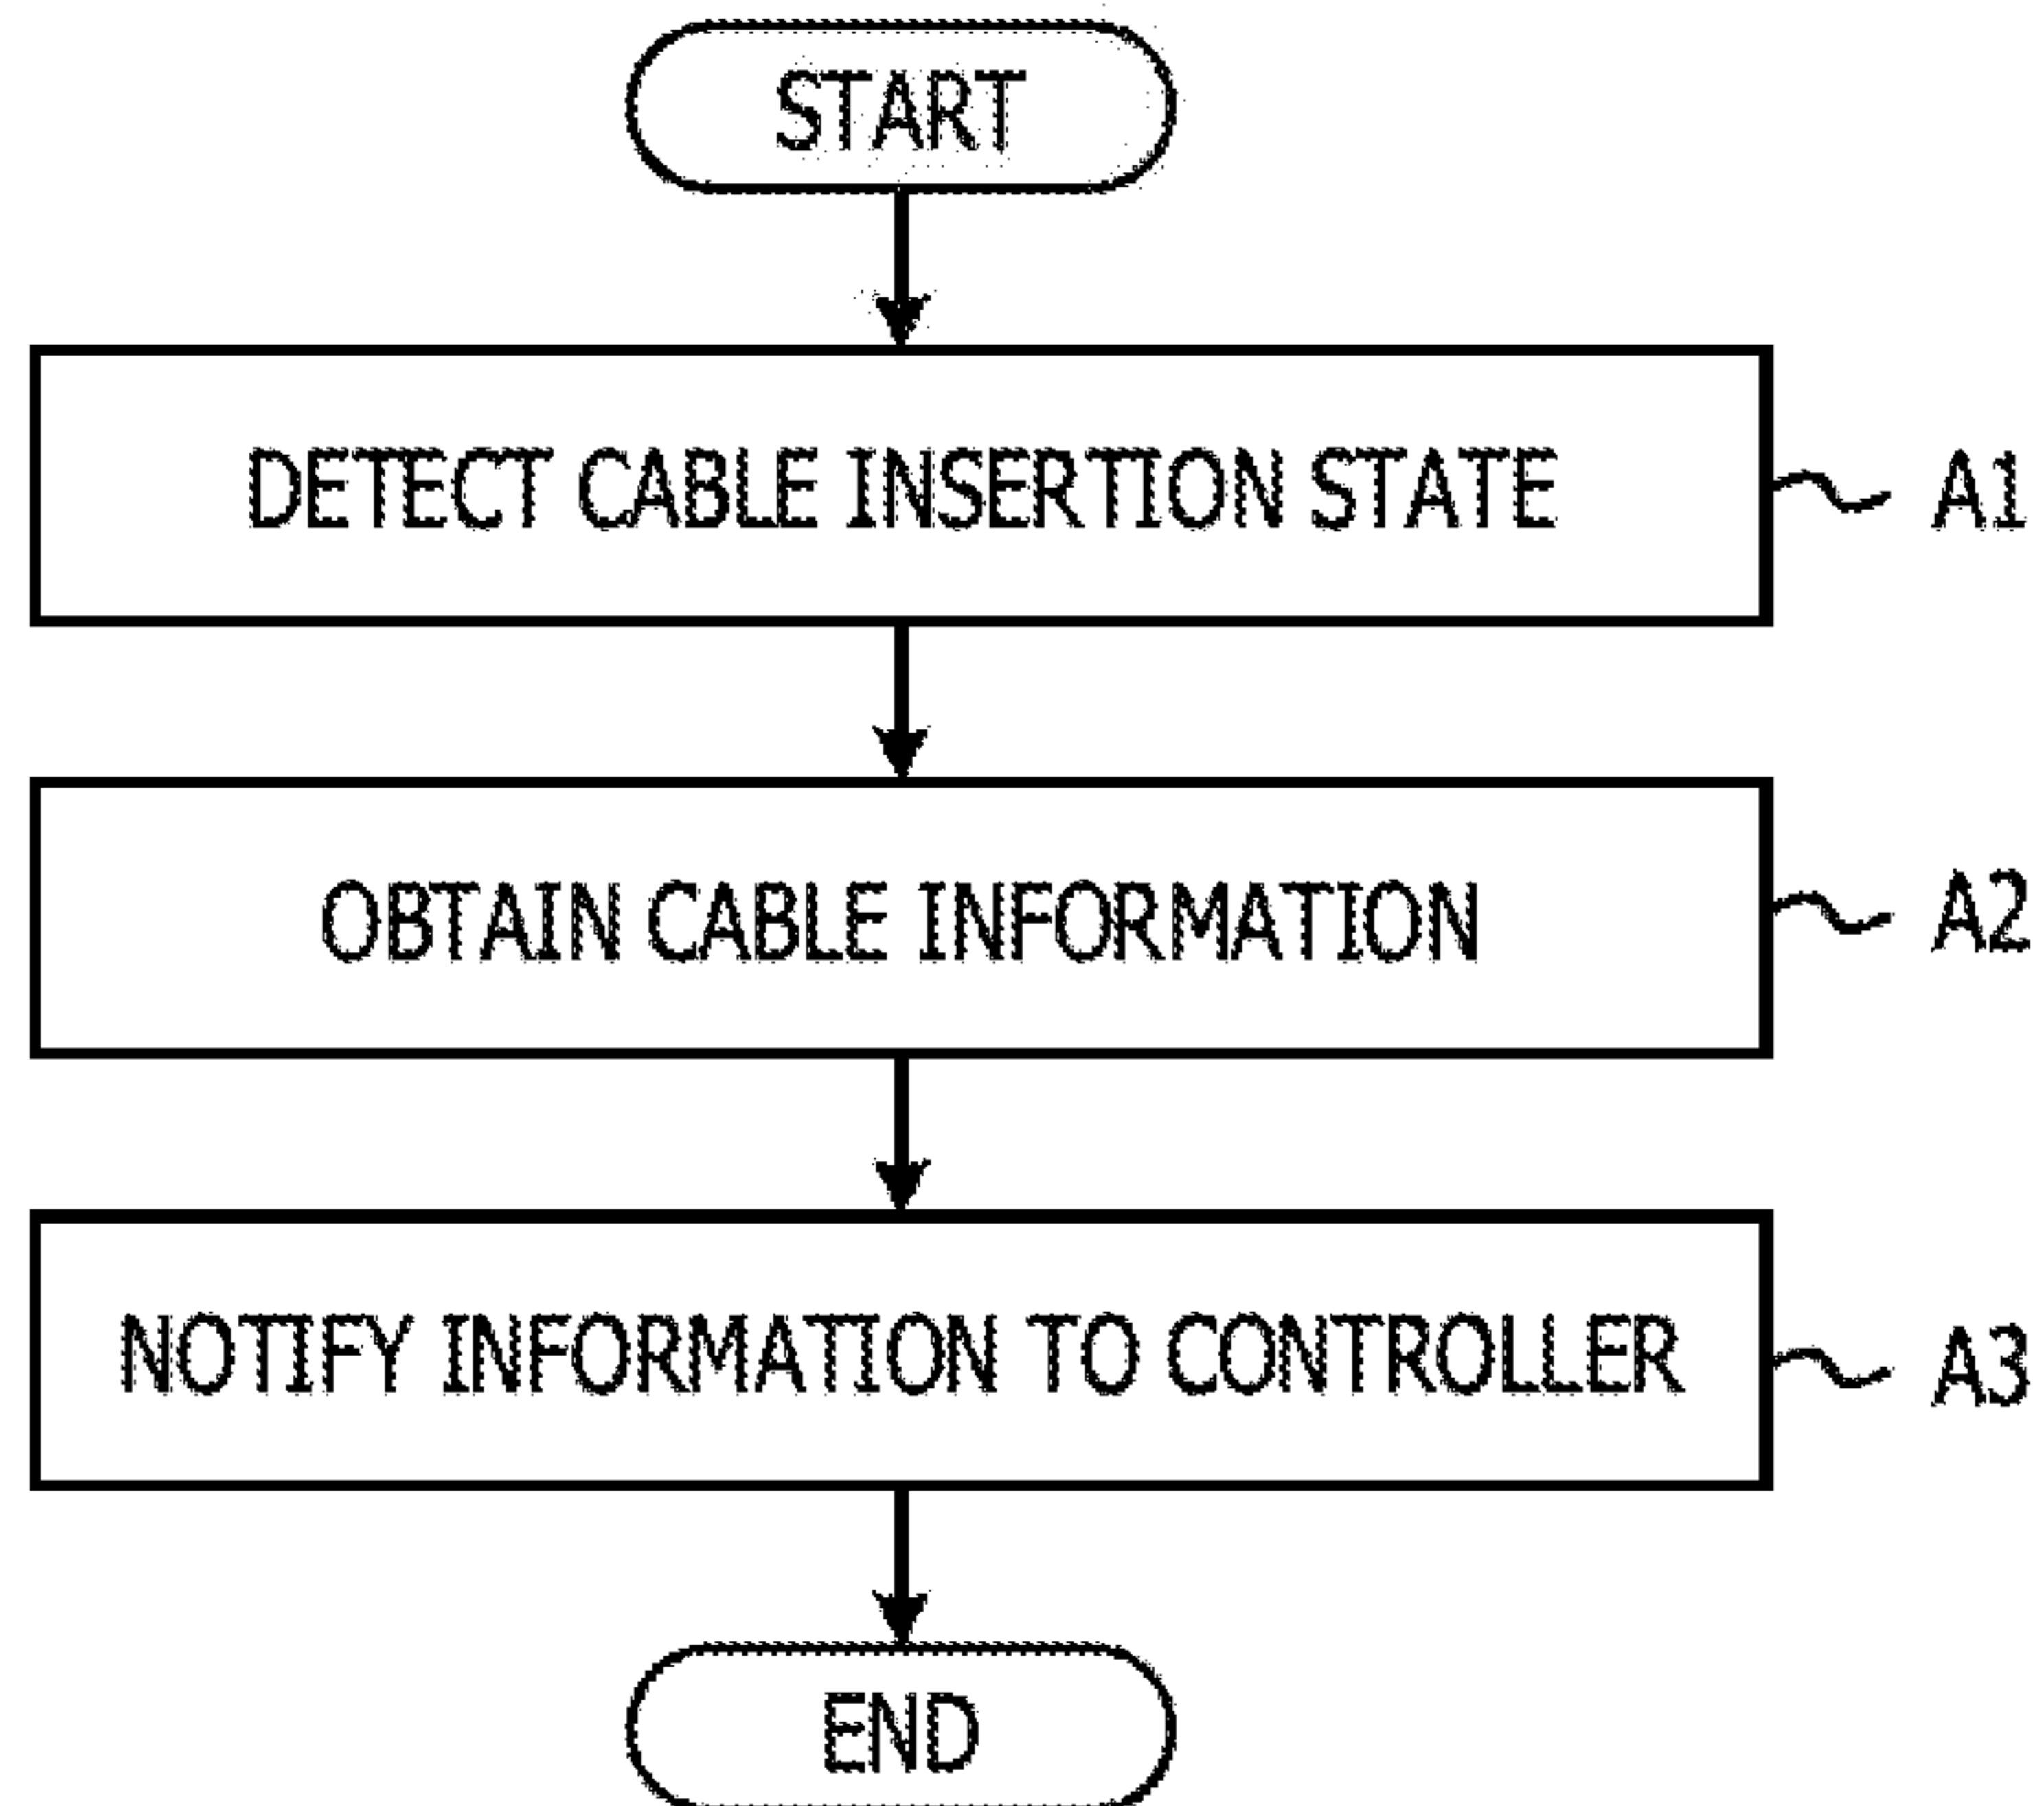 START
DETECT CABLE INSERTION STATE
A1
OBTAIN CABLE INFORMATION
A2
NOTIFY INFORMATION TO CONTROLLER
A3
END